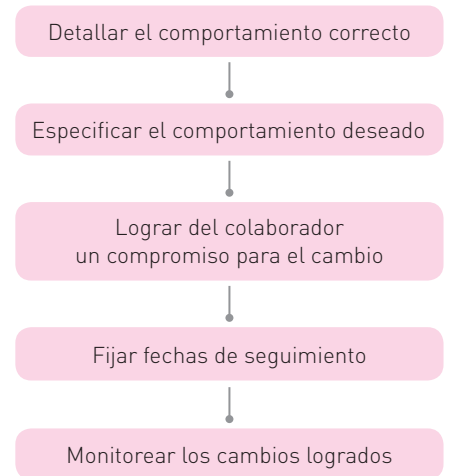 Detallar el comportamiento correcto
Especificar el comportamiento deseado
Lograr del colaborador
un compromiso para el cambio
Fijar fechas de seguimiento
Monitorear los cambios logrados